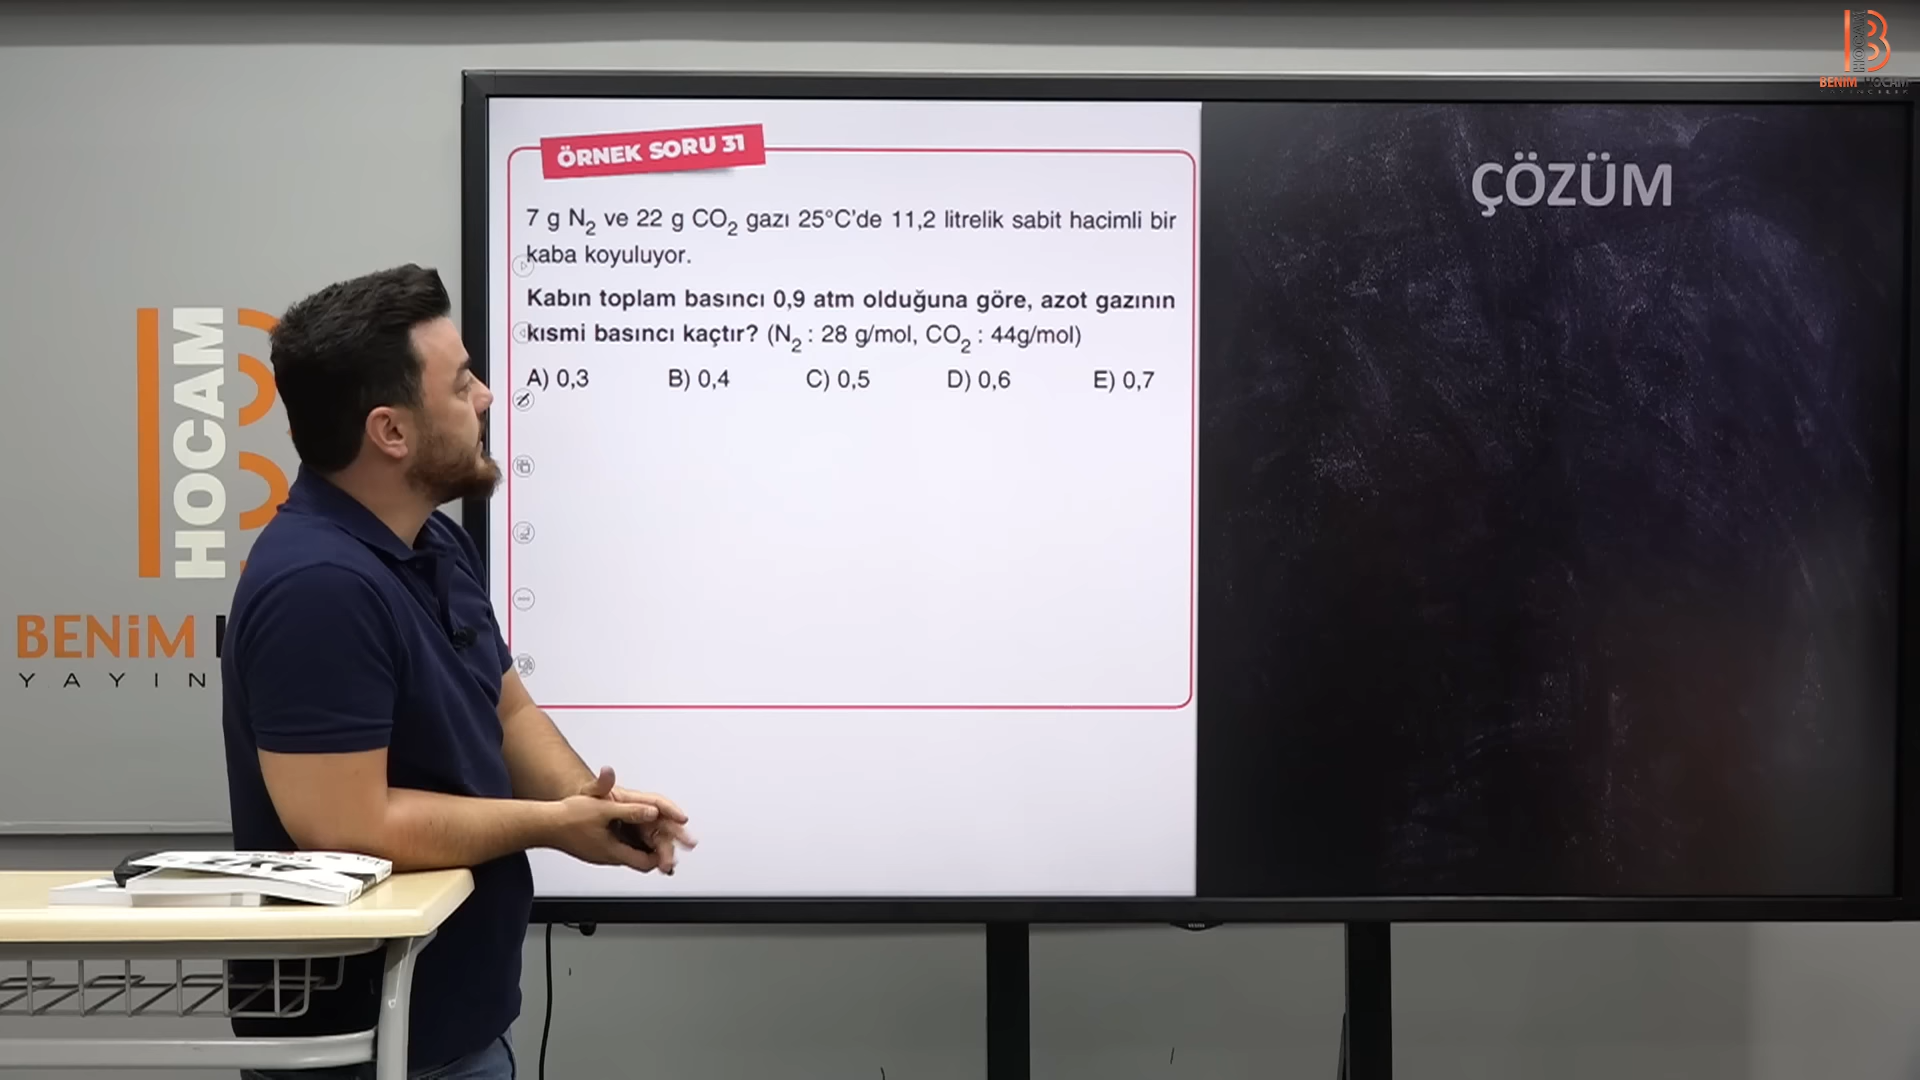 BENİM HOCAM
YAYINCILIK
ÖRNEK SORU 31
7 g N₂ ve 22 g CO₂ gazı 25°C'de 11,2 litrelik sabit hacimli bir
kaba koyuluyor.
Kabın toplam basıncı 0,9 atm olduğuna göre, azot gazının
kısmi basıncı kaçtır? (N₂ : 28 g/mol, CO₂ : 44g/mol)
A) 0,3 B) 0,4 C) 0,5 D) 0,6 E) 0,7
ÇÖZÜM
HOCAM
BENİM
YAYIN